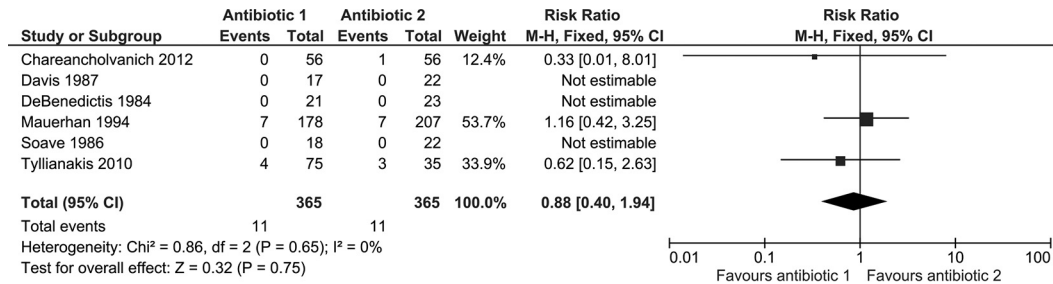 Antibiotic 1 Antibiotic 2 Risk Ratio Risk Ratio
Study or Subgroup Events Total Events Total Weight M-H, Fixed, 95% CI M-H, Fixed, 95% CI
Chareancholvanich 2012 0 56 1 56 12.4% 0.33 [0.01, 8.01]
Davis 1987 0 17 0 22 Not estimable
DeBenedictis 1984 0 21 0 23 Not estimable
Mauerhan 1994 7 178 7 207 53.7% 1.16 [0.42, 3.25]
Soave 1986 0 18 0 22 Not estimable
Tyllianakis 2010 4 75 3 35 33.9% 0.62 [0.15, 2.63]
Total (95% CI) 365 365 100.0% 0.88 [0.40, 1.94]
Total events 11 11
Heterogeneity: Chi² = 0.86, df = 2 (P = 0.65); I² = 0%
Test for overall effect: Z = 0.32 (P = 0.75)
0.01 0.1 1 10 100
Favours antibiotic 1 Favours antibiotic 2